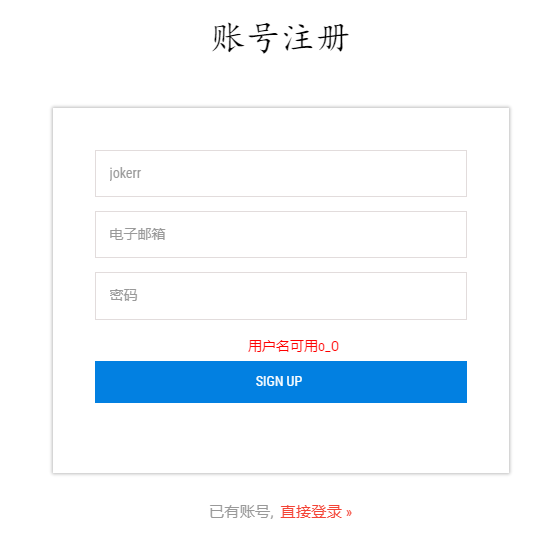 账号注册
jokerr
电子邮箱
密码
用户名可用o_O
SIGN UP
已有账号, 直接登录 »